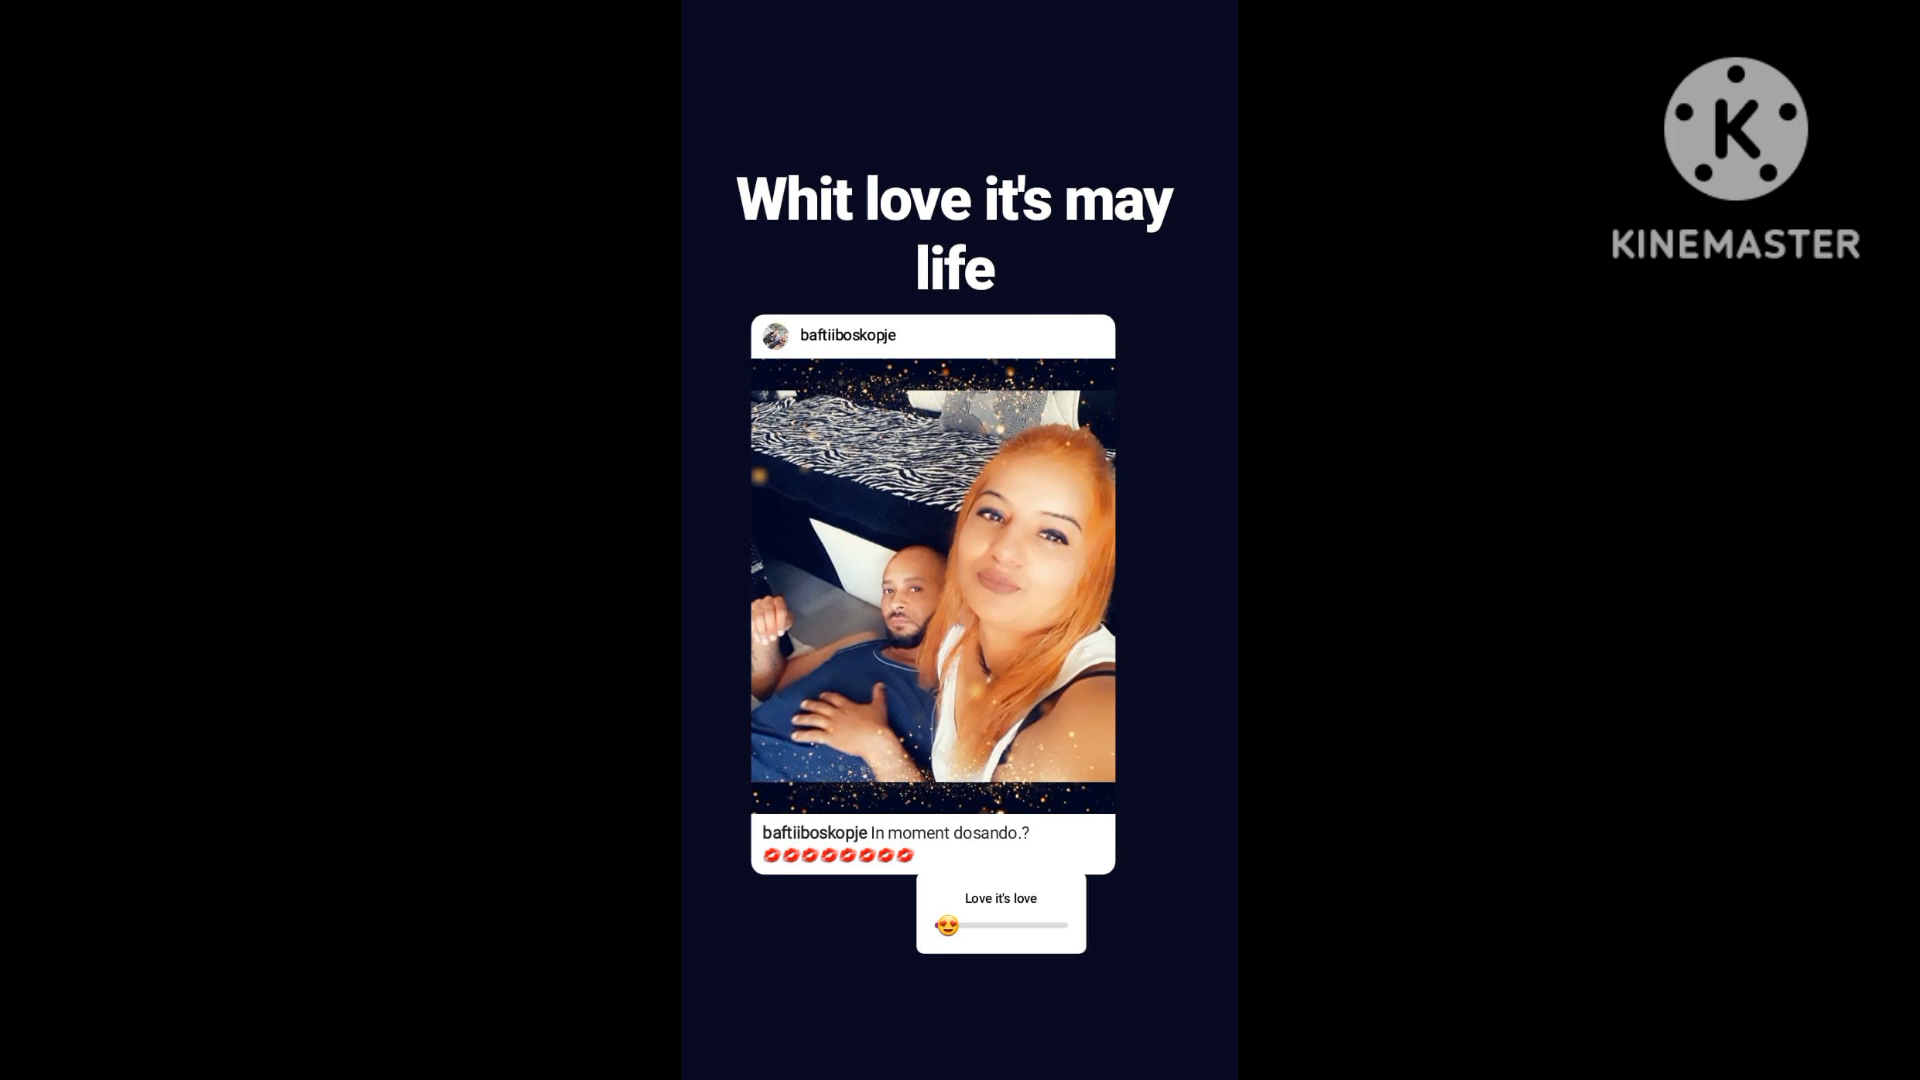 Whit love it's may
life
baftiiboskopje
baftiiboskopje In moment dosando.?
💋💋💋💋💋💋💋💋
Love it's love
K
KINEMASTER